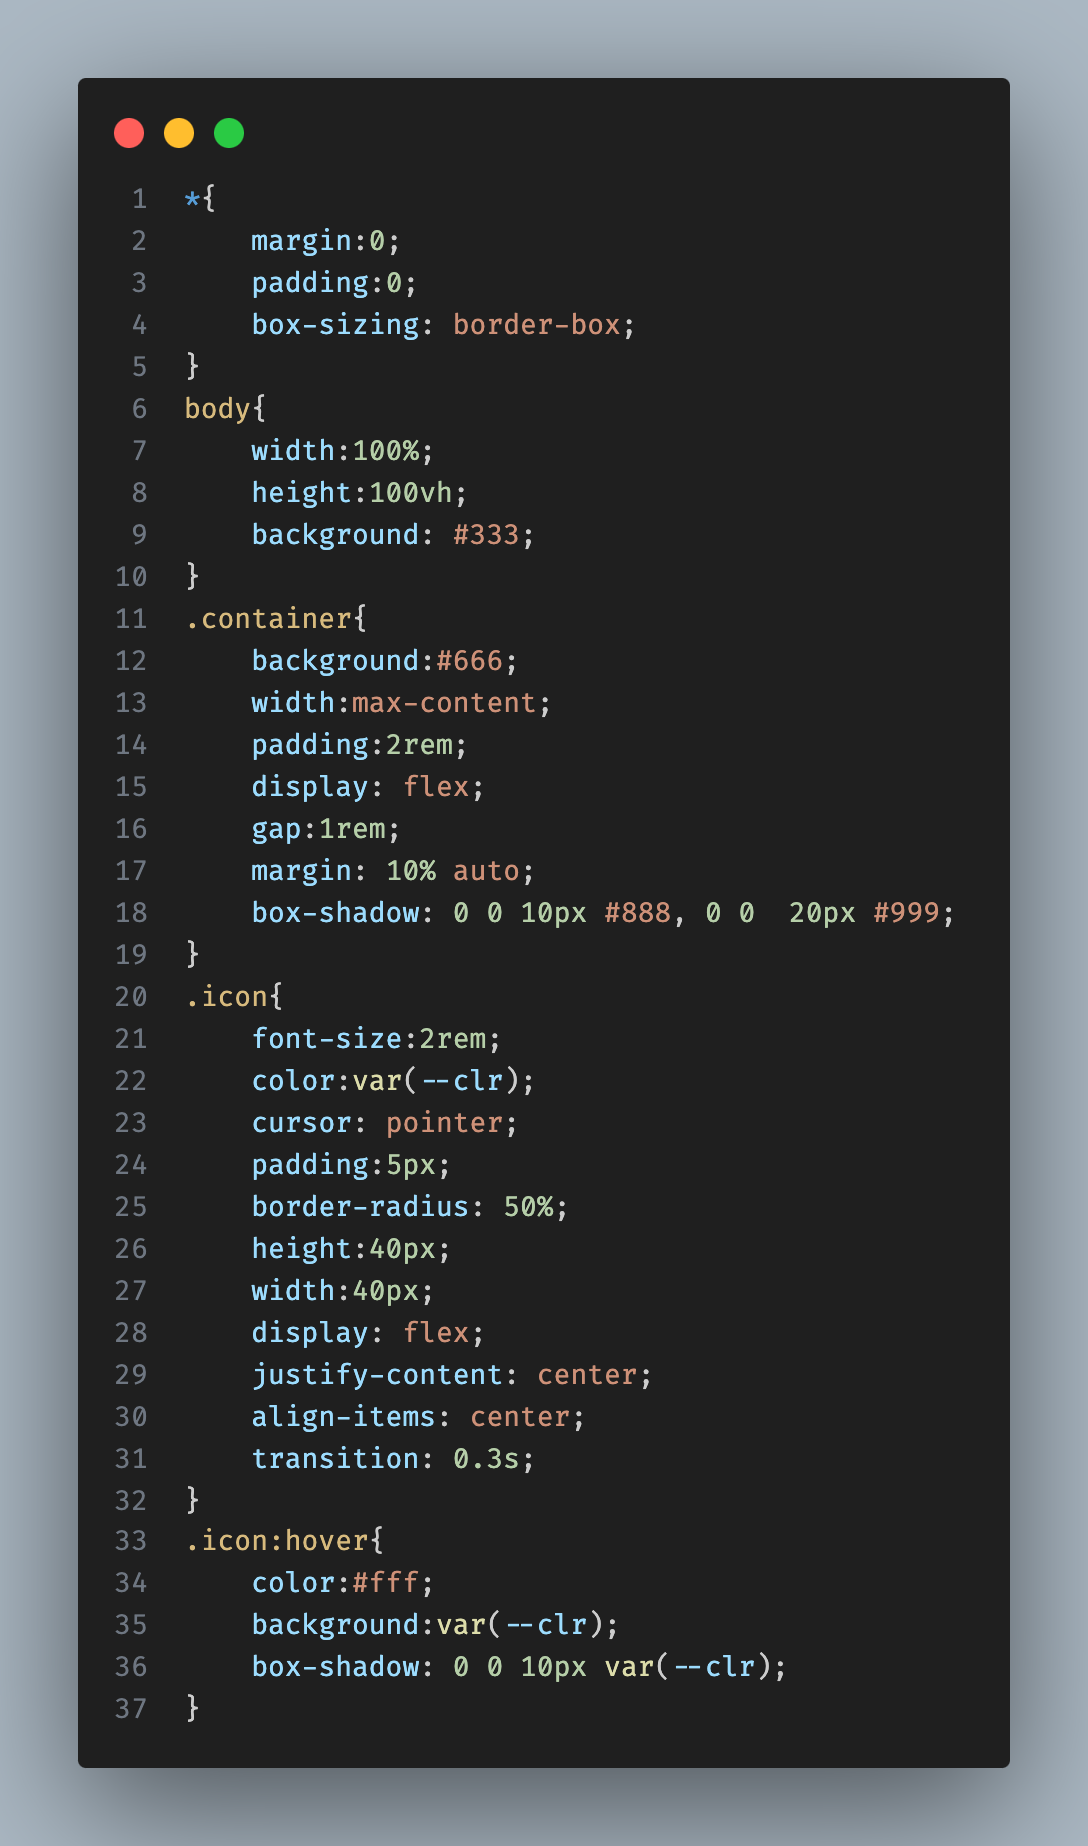 1 *{
2     margin:0;
3     padding:0;
4     box-sizing: border-box;
5 }
6 body{
7     width:100%;
8     height:100vh;
9     background: #333;
10 }
11 .container{
12     background:#666;
13     width:max-content;
14     padding:2rem;
15     display: flex;
16     gap:1rem;
17     margin: 10% auto;
18     box-shadow: 0 0 10px #888, 0 0  20px #999;
19 }
20 .icon{
21     font-size:2rem;
22     color:var(--clr);
23     cursor: pointer;
24     padding:5px;
25     border-radius: 50%;
26     height:40px;
27     width:40px;
28     display: flex;
29     justify-content: center;
30     align-items: center;
31     transition: 0.3s;
32 }
33 .icon:hover{
34     color:#fff;
35     background:var(--clr);
36     box-shadow: 0 0 10px var(--clr);
37 }